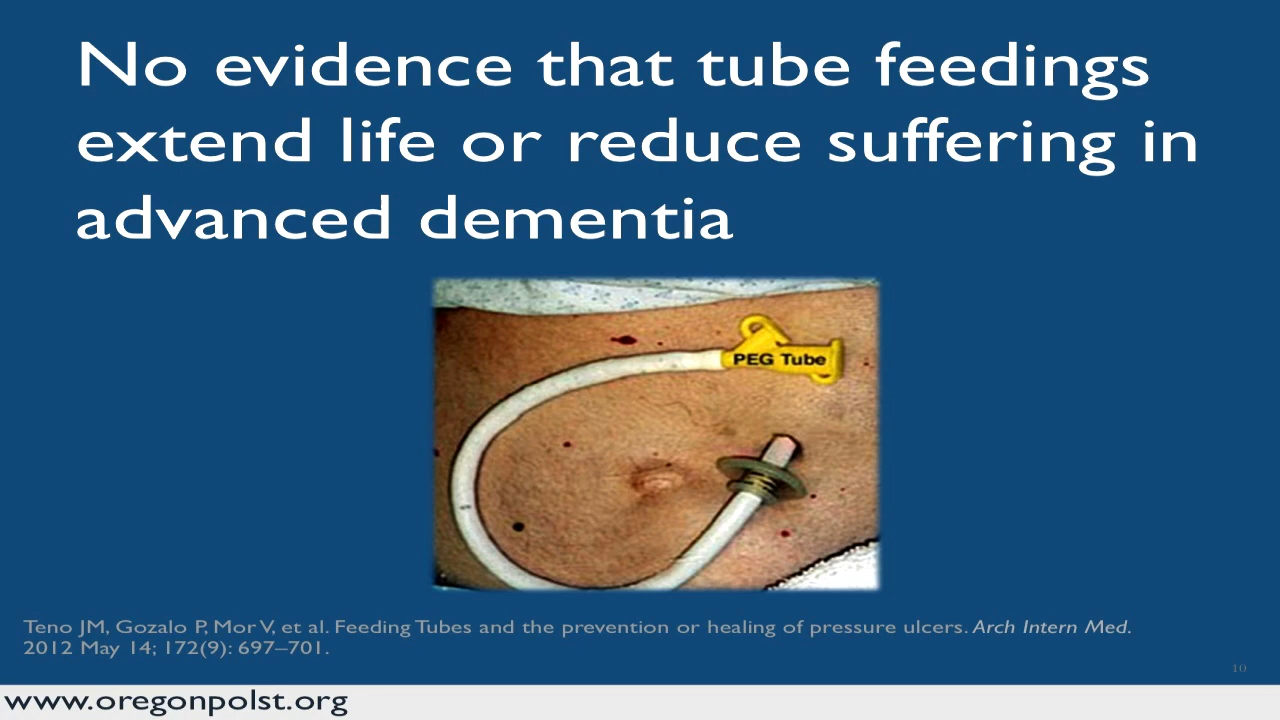 No evidence that tube feedings
extend life or reduce suffering in
advanced dementia
PEG Tube
Teno JM, Gozalo P, Mor V, et al. Feeding Tubes and the prevention or healing of pressure ulcers. Arch Intern Med.
2012 May 14; 172(9): 697–701.
10
www.oregonpolst.org